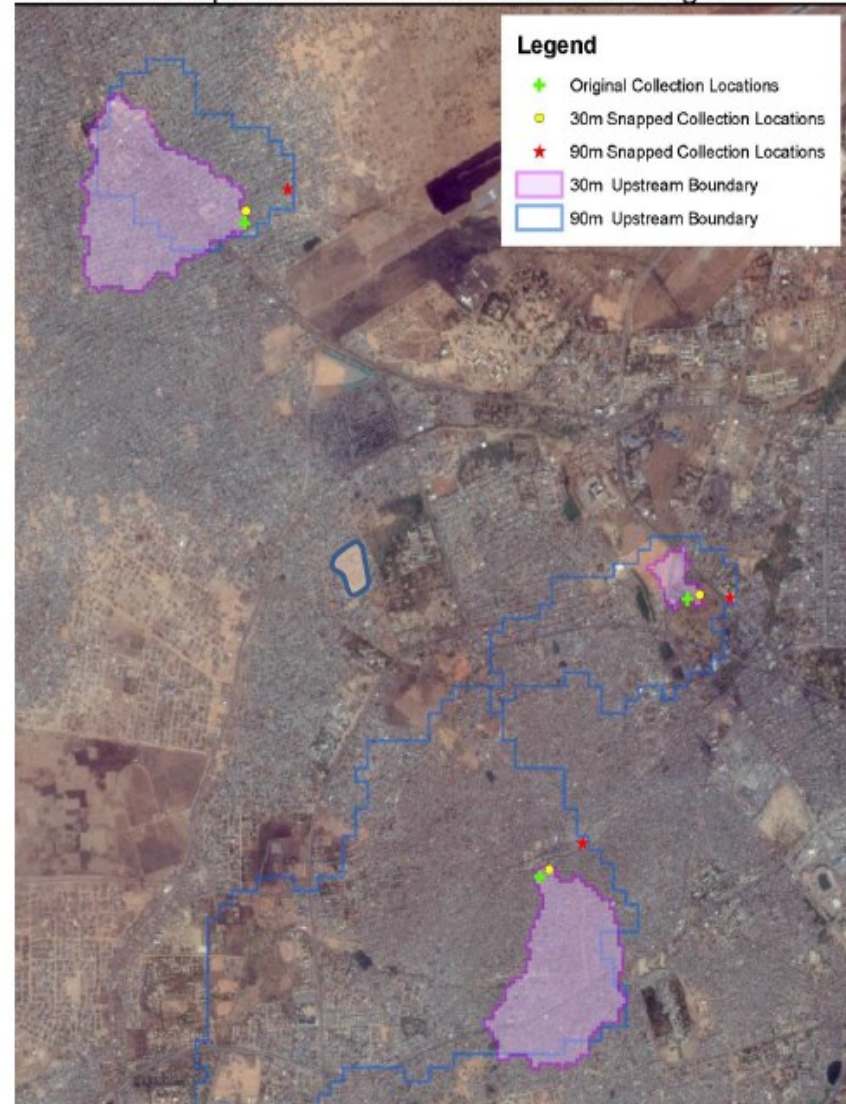 Legend
Original Collection Locations
30m Snapped Collection Locations
90m Snapped Collection Locations
30m Upstream Boundary
90m Upstream Boundary